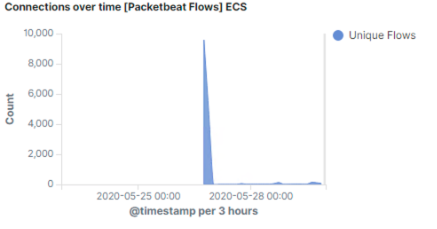 Connections over time [Packetbeat Flows] ECS
10,000
8,000
6,000
4,000
2,000
0
Count
2020-05-25 00:00 2020-05-28 00:00
@timestamp per 3 hours
Unique Flows